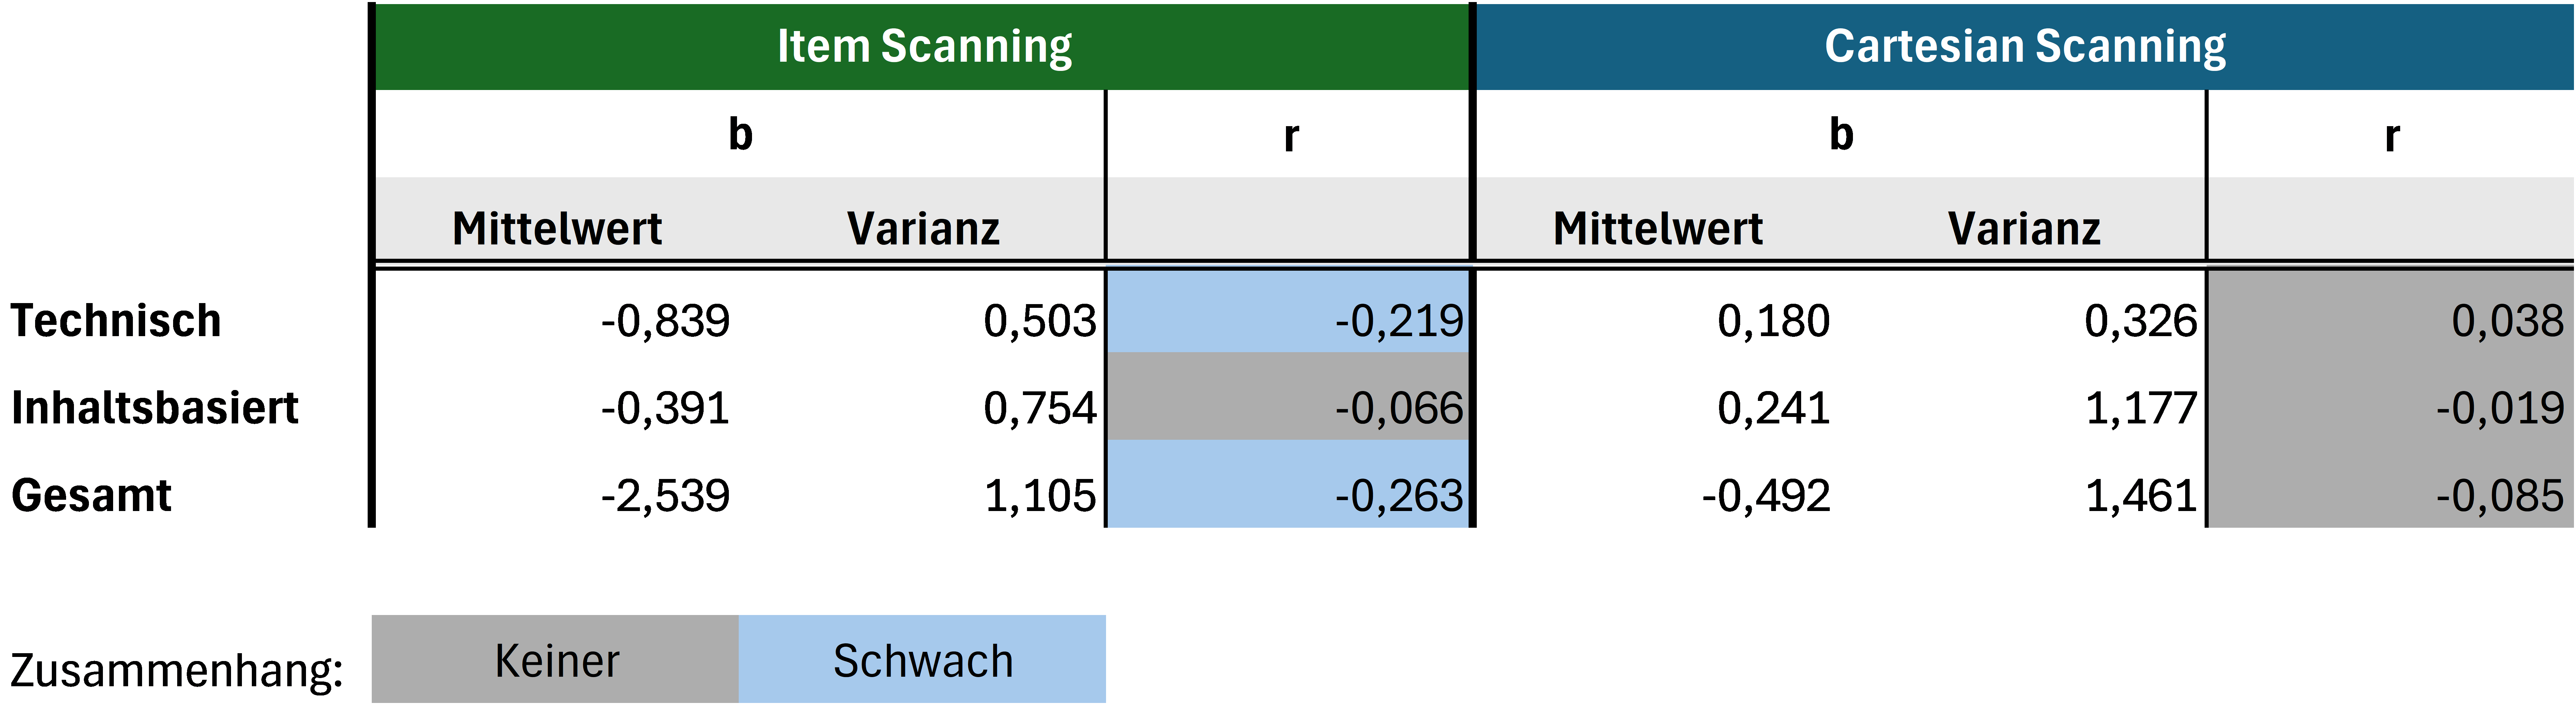 Item Scanning Cartesian Scanning
b r b r
Mittelwert Varianz Mittelwert Varianz
Technisch -0,839 0,503 -0,219 0,180 0,326 0,038
Inhaltsbasiert -0,391 0,754 -0,066 0,241 1,177 -0,019
Gesamt -2,539 1,105 -0,263 -0,492 1,461 -0,085
Zusammenhang: Keiner Schwach